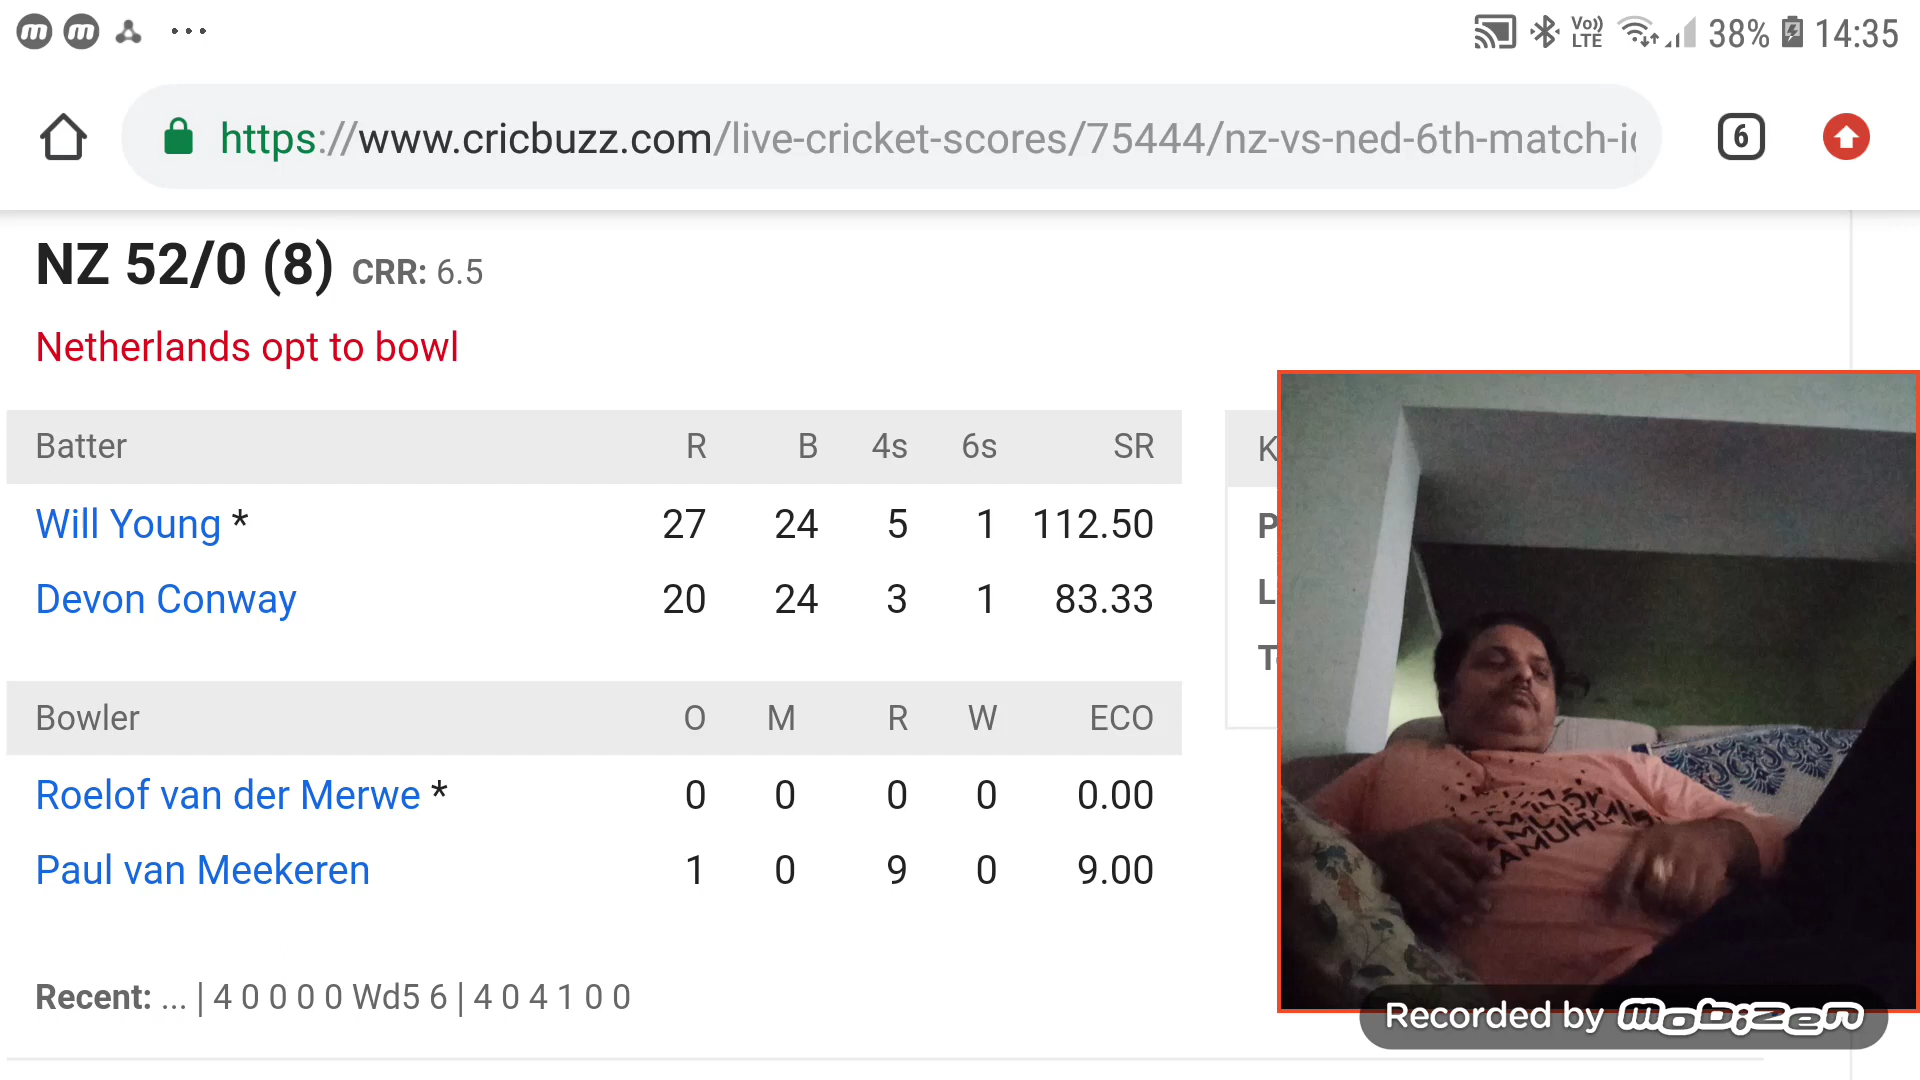 38% 14:35
VoLTE
https://www.cricbuzz.com/live-cricket-scores/75444/nz-vs-ned-6th-match-ic
6
NZ 52/0 (8) CRR: 6.5
Netherlands opt to bowl
Batter R B 4s 6s SR
Will Young * 27 24 5 1 112.50
Devon Conway 20 24 3 1 83.33
Bowler O M R W ECO
Roelof van der Merwe * 0 0 0 0 0.00
Paul van Meekeren 1 0 9 0 9.00
Recent: ... | 4 0 0 0 0 Wd5 6 | 4 0 4 1 0 0
K
P
L
T
Recorded by mobizen